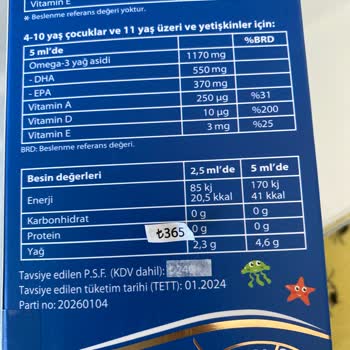 Vitamin E
* Beslenme referans değeri yoktur.
4-10 yaş çocuklar ve 11 yaş üzeri ve yetişkinler için:
5 ml'de %BRD
Omega-3 yağ asidi 1170 mg
- DHA 550 mg
- EPA 370 mg
Vitamin A 250 µg %31
Vitamin D 10 µg %200
Vitamin E 3 mg %25
BRD: Beslenme referans değeri.
Besin değerleri 2,5 ml'de 5 ml'de
Enerji 85 kj 170 kj
20,5 kkal 41 kkal
Karbonhidrat 0 g 0 g
Protein 0 g 0 g
Yağ 2,3 g 4,6 g
₺365
Tavsiye edilen P.S.F. (KDV dahil):
Tavsiye edilen tüketim tarihi (TETT): 01.2024
Parti no: 20260104